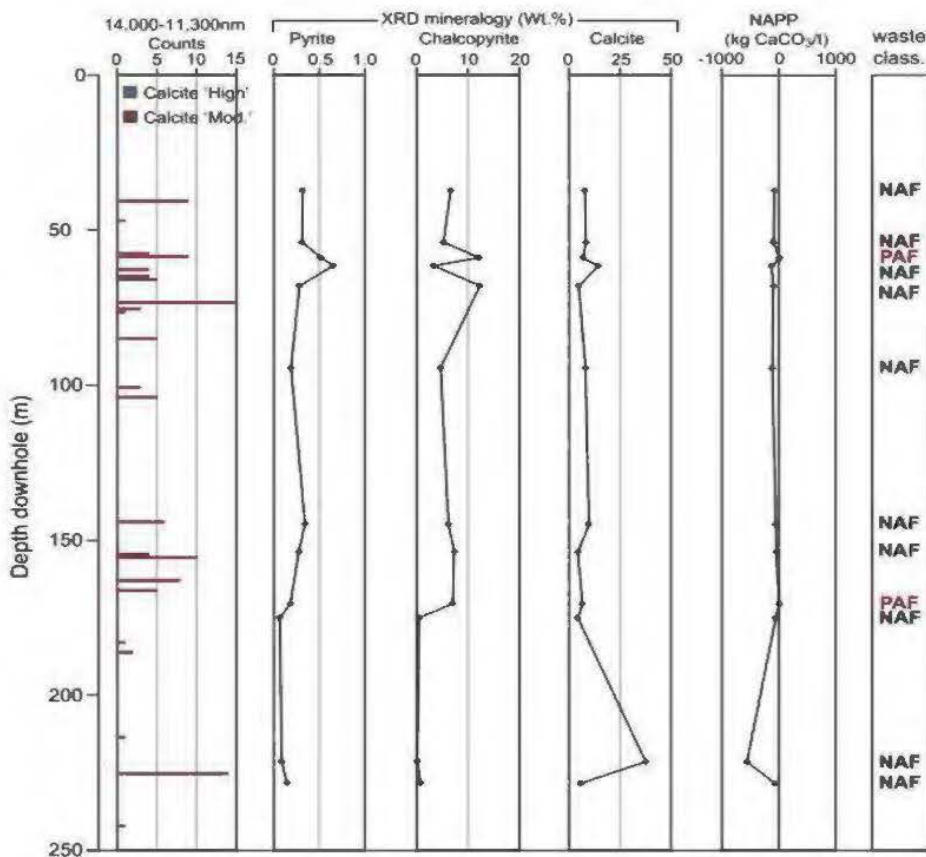 14,000-11,300nm
Counts
XRD mineralogy (Wt.%)
Pyrite
Chalcopyrite
Calcite
NAPP
(kg CaCO₃/t)
waste
class.
0 5 10 15
0 0.5 1.0
0 10 20
0 25 50
-1000 0 1000
Calcite 'High'
Calcite 'Mod.'
Depth downhole (m)
0
50
100
150
200
250
NAF
NAF
PAF
NAF
NAF
NAF
NAF
NAF
PAF
NAF
NAF
NAF